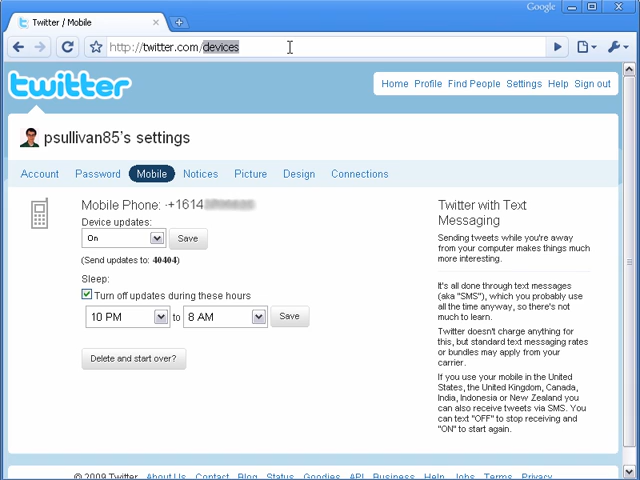 Google
Twitter / Mobile
http://twitter.com/devices
twitter
Home Profile Find People Settings Help Sign out
psullivan85's settings
Account Password Mobile Notices Picture Design Connections
Mobile Phone: +1614
Device updates:
On Save
(Send updates to: 40404)
Sleep:
Turn off updates during these hours
10 PM to 8 AM Save
Delete and start over?
Twitter with Text
Messaging
Sending tweets while you're away
from your computer makes things much
more interesting.
It's all done through text messages
(aka "SMS"), which you probably use
all the time anyway, so there's not
much to learn.
Twitter doesn't charge anything for
this, but standard text messaging rates
or bundles may apply from your
carrier.
If you use your mobile in the United
States, the United Kingdom, Canada,
India, Indonesia or New Zealand you
can also receive tweets via SMS. You
can text "OFF" to stop receiving and
"ON" to start again.
© 2009 Twitter About Us Contact Blog Status Goodies API Business Help Jobs Terms Privacy